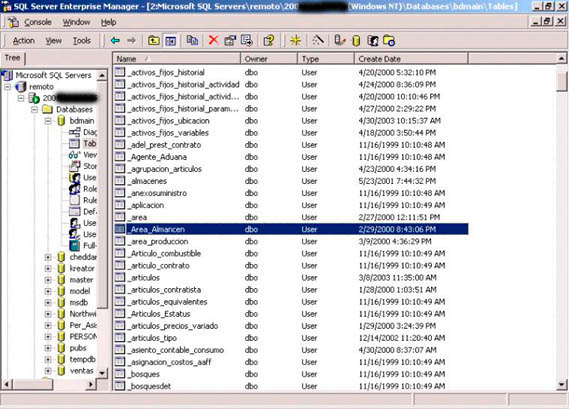 SQL Server Enterprise Manager - [2:Microsoft SQL Servers\remoto\200 (Windows NT)\Databases\bdmain\Tables]
Console Window Help
Action View Tools
Tree
Name Owner Type Create Date
Microsoft SQL Servers
remoto
200
Databases
bdmain
Diag
Tab
View
Stor
Use
Role
Rule
Def
Use
Use
Full-
cheddar
kreator
master
model
msdb
Northwi
Per_Asis
PERSON
pubs
tempdb
ventas
_activos_fijos_historial dbo User 4/20/2000 5:32:10 PM
_activos_fijos_historial_actividad dbo User 4/24/2000 8:36:09 PM
_activos_fijos_historial_activid... dbo User 4/20/2000 10:10:46 PM
_activos_fijos_historial_param... dbo User 4/27/2000 2:29:22 PM
_activos_fijos_ubicacion dbo User 4/30/2003 10:15:37 AM
_activos_fijos_variables dbo User 4/18/2000 3:50:44 PM
_adel_prest_contrato dbo User 11/16/1999 10:10:48 AM
_Agente_Aduana dbo User 11/16/1999 10:10:48 AM
_agrupacion_articulos dbo User 4/23/2000 4:34:16 PM
_almacenes dbo User 5/23/2001 7:44:32 PM
_anexosuministro dbo User 11/16/1999 10:10:48 AM
_aplicacion dbo User 11/16/1999 10:10:49 AM
_area dbo User 2/27/2000 12:11:51 PM
_Area_Almancen dbo User 2/29/2000 8:43:06 PM
_area_produccion dbo User 3/9/2000 4:36:29 PM
_Articulo_combustible dbo User 11/16/1999 10:10:49 AM
_articulo_contrato dbo User 11/16/1999 10:10:49 AM
_articulos dbo User 3/8/2003 11:35:00 AM
_articulos_contratista dbo User 1/28/2000 1:03:51 AM
_articulos_equivalentes dbo User 11/16/1999 10:10:49 AM
_Articulos_Estatus dbo User 11/16/1999 10:10:49 AM
_articulos_precios_variado dbo User 1/29/2000 3:24:39 PM
_articulos_tipo dbo User 12/14/2002 11:20:40 AM
_asiento_contable_consumo dbo User 4/30/2000 8:37:07 AM
_asignacion_costos_aaff dbo User 11/16/1999 10:10:49 AM
_bosques dbo User 11/16/1999 10:10:49 AM
_bosquesdet dbo User 11/16/1999 10:10:49 AM